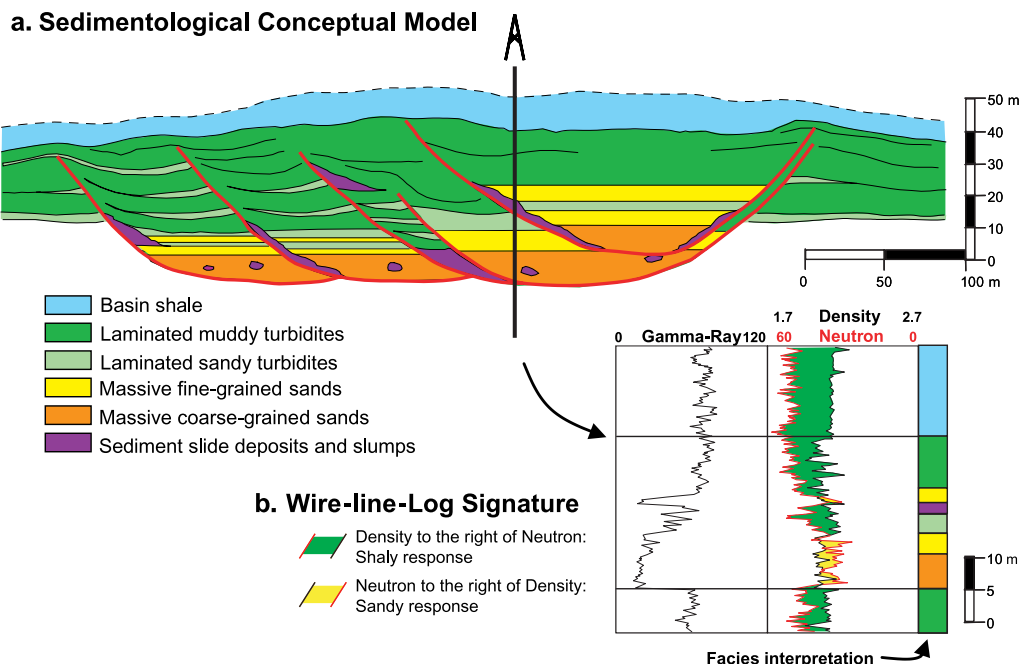 a. Sedimentological Conceptual Model
50 m
40
30
20
10
0
0
50 m
100 m
Basin shale
Laminated muddy turbidites
Laminated sandy turbidites
Massive fine-grained sands
Massive coarse-grained sands
Sediment slide deposits and slumps
1.7 Density 2.7
0 Gamma-Ray 120 60 Neutron 0
b. Wire-line-Log Signature
Density to the right of Neutron:
Shaly response
Neutron to the right of Density:
Sandy response
10 m
5
0
Facies interpretation